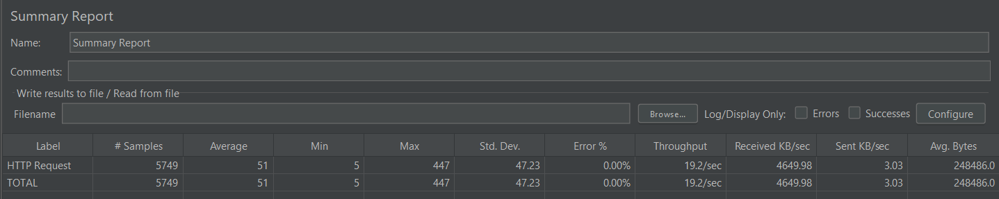 Summary Report
Name: Summary Report
Comments:
Write results to file / Read from file
Filename Browse... Log/Display Only: Errors Successes Configure
Label # Samples Average Min Max Std. Dev. Error % Throughput Received KB/sec Sent KB/sec Avg. Bytes
HTTP Request 5749 51 5 447 47.23 0.00% 19.2/sec 4649.98 3.03 248486.0
TOTAL 5749 51 5 447 47.23 0.00% 19.2/sec 4649.98 3.03 248486.0